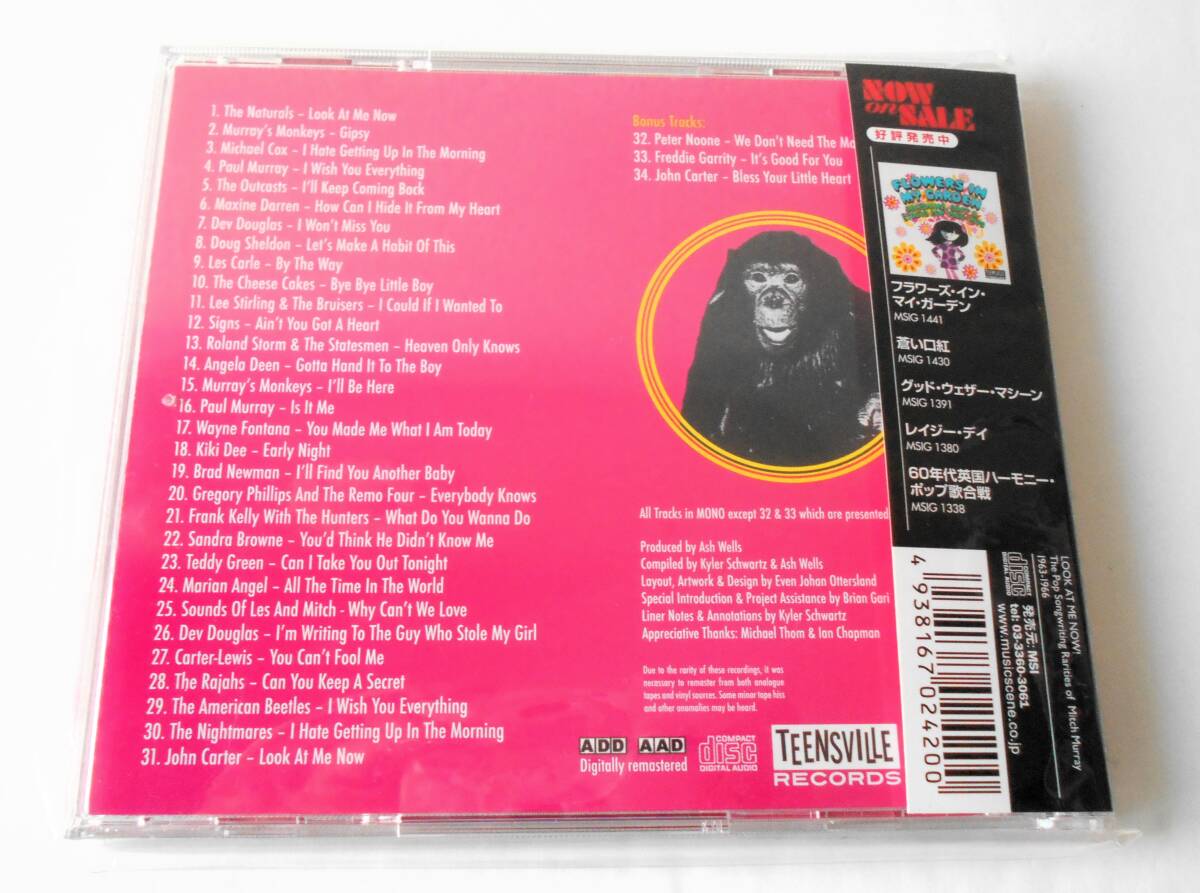 1. The Naturals – Look At Me Now
2. Murray's Monkeys – Gipsy
3. Michael Cox – I Hate Getting Up In The Morning
4. Paul Murray – I Wish You Everything
5. The Outcasts – I'll Keep Coming Back
6. Maxine Darren – How Can I Hide It From My Heart
7. Dev Douglas – I Won't Miss You
8. Doug Sheldon – Let's Make A Habit Of This
9. Les Carle – By The Way
10. The Cheese Cakes – Bye Bye Little Boy
11. Lee Stirling & The Bruisers – I Could If I Wanted To
12. Signs – Ain't You Got A Heart
13. Roland Storm & The Statesmen – Heaven Only Knows
14. Angela Deen – Gotta Hand It To The Boy
15. Murray's Monkeys – I'll Be Here
16. Paul Murray – Is It Me
17. Wayne Fontana – You Made Me What I Am Today
18. Kiki Dee – Early Night
19. Brad Newman – I'll Find You Another Baby
20. Gregory Phillips And The Remo Four – Everybody Knows
21. Frank Kelly With The Hunters – What Do You Wanna Do
22. Sandra Browne – You'd Think He Didn't Know Me
23. Teddy Green – Can I Take You Out Tonight
24. Marian Angel – All The Time In The World
25. Sounds Of Les And Mitch - Why Can't We Love
26. Dev Douglas – I'm Writing To The Guy Who Stole My Girl
27. Carter-Lewis – You Can't Fool Me
28. The Rajahs – Can You Keep A Secret
29. The American Beetles – I Wish You Everything
30. The Nightmares – I Hate Getting Up In The Morning
31. John Carter – Look At Me Now
Bonus Tracks:
32. Peter Noone – We Don't Need The Mo
33. Freddie Garrity – It's Good For You
34. John Carter – Bless Your Little Heart
All Tracks in MONO except 32 & 33 which are presented
Produced by Ash Wells
Compiled by Kyler Schwartz & Ash Wells
Layout, Artwork & Design by Even Johan Ottersland
Special Introduction & Project Assistance by Brian Gari
Liner Notes & Annotations by Kyler Schwartz
Appreciative Thanks: Michael Thom & Ian Chapman
Due to the rarity of these recordings, it was
necessary to remaster from both analogue
tapes and vinyl sources. Some minor tape hiss
and other anomalies may be heard.
ADD AAD
Digitally remastered
COMPACT
disc
DIGITAL AUDIO
TEENSVILLE
RECORDS
NOW
on SALE
好評発売中
FLOWERS IN
MY GARDEN
フラワーズ・イン・
マイ・ガーデン
MSIG 1441
蒼い口紅
MSIG 1430
グッド・ウェザー・マシーン
MSIG 1391
レイジー・デイ
MSIG 1380
60年代英国ハーモニー・
ポップ歌合戦
MSIG 1338
LOOK AT ME NOW!
The Pop Songwriting Rarities of Mitch Murray
1963-1966
COMPACT
disc
DIGITAL AUDIO
発売元: MSI
tel: 03-3360-3061
www.musicscene.co.jp
4 938167 024200